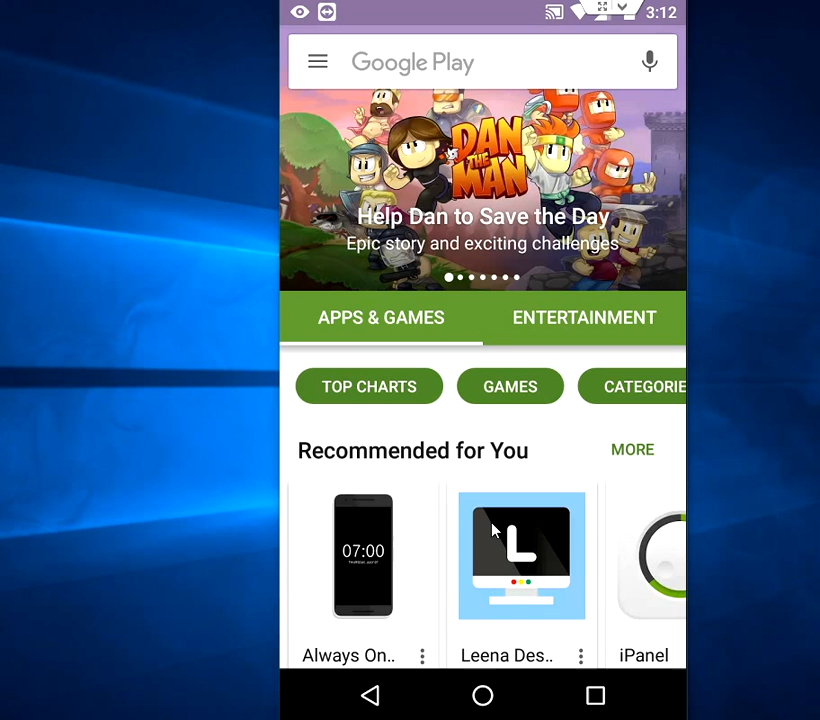 3:12
Google Play
DAN
THE
MAN
Help Dan to Save the Day
Epic story and exciting challenges
APPS & GAMES
ENTERTAINMENT
TOP CHARTS
GAMES
CATEGORIE
Recommended for You
MORE
07:00
L
Always On..
Leena Des..
iPanel